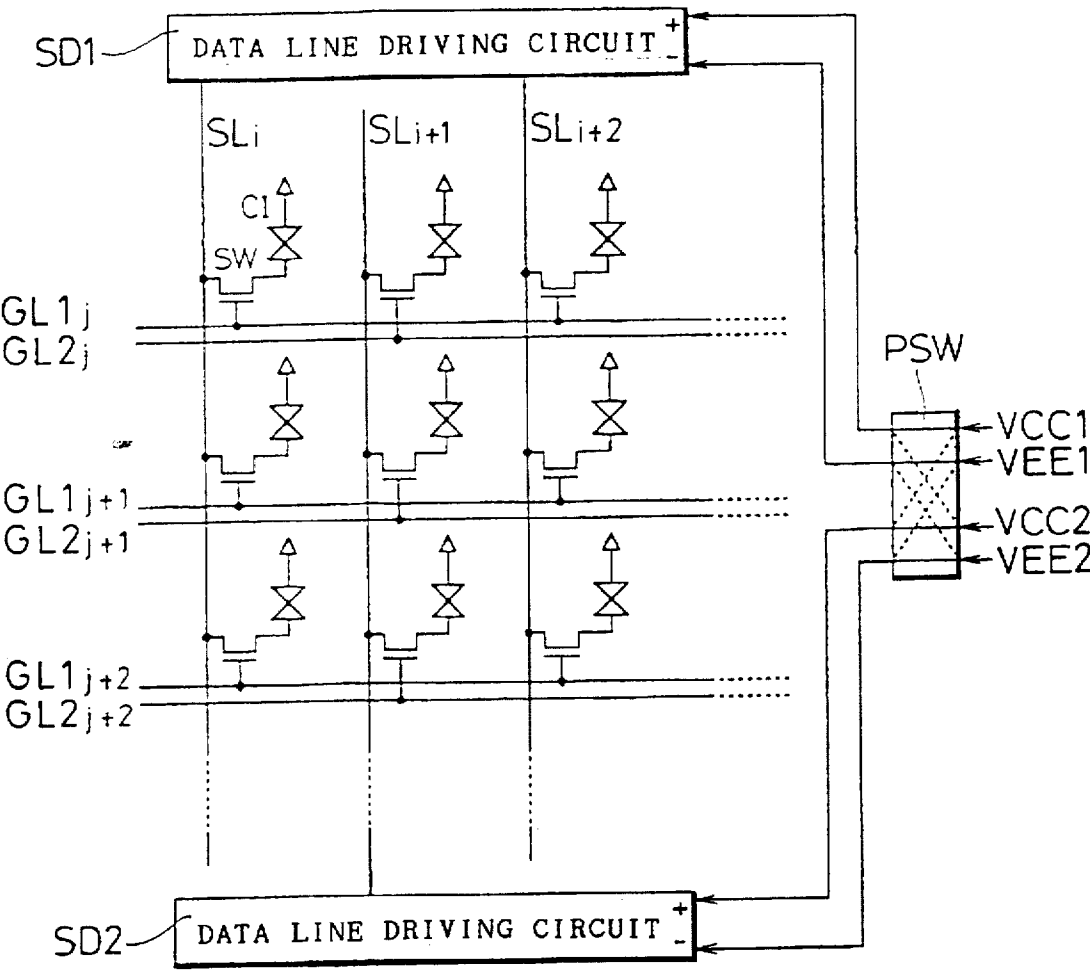 SD1
DATA LINE DRIVING CIRCUIT + -
SLi SLi+1 SLi+2
Cl
SW
GL1j
GL2j
PSW
VCC1
VEE1
GL1j+1
GL2j+1
VCC2
VEE2
GL1j+2
GL2j+2
SD2
DATA LINE DRIVING CIRCUIT + -